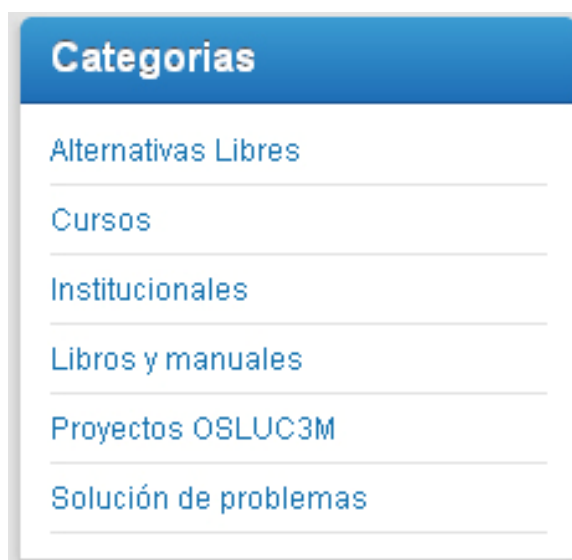 Categorias
Alternativas Libres
Cursos
Institucionales
Libros y manuales
Proyectos OSLUC3M
Solución de problemas